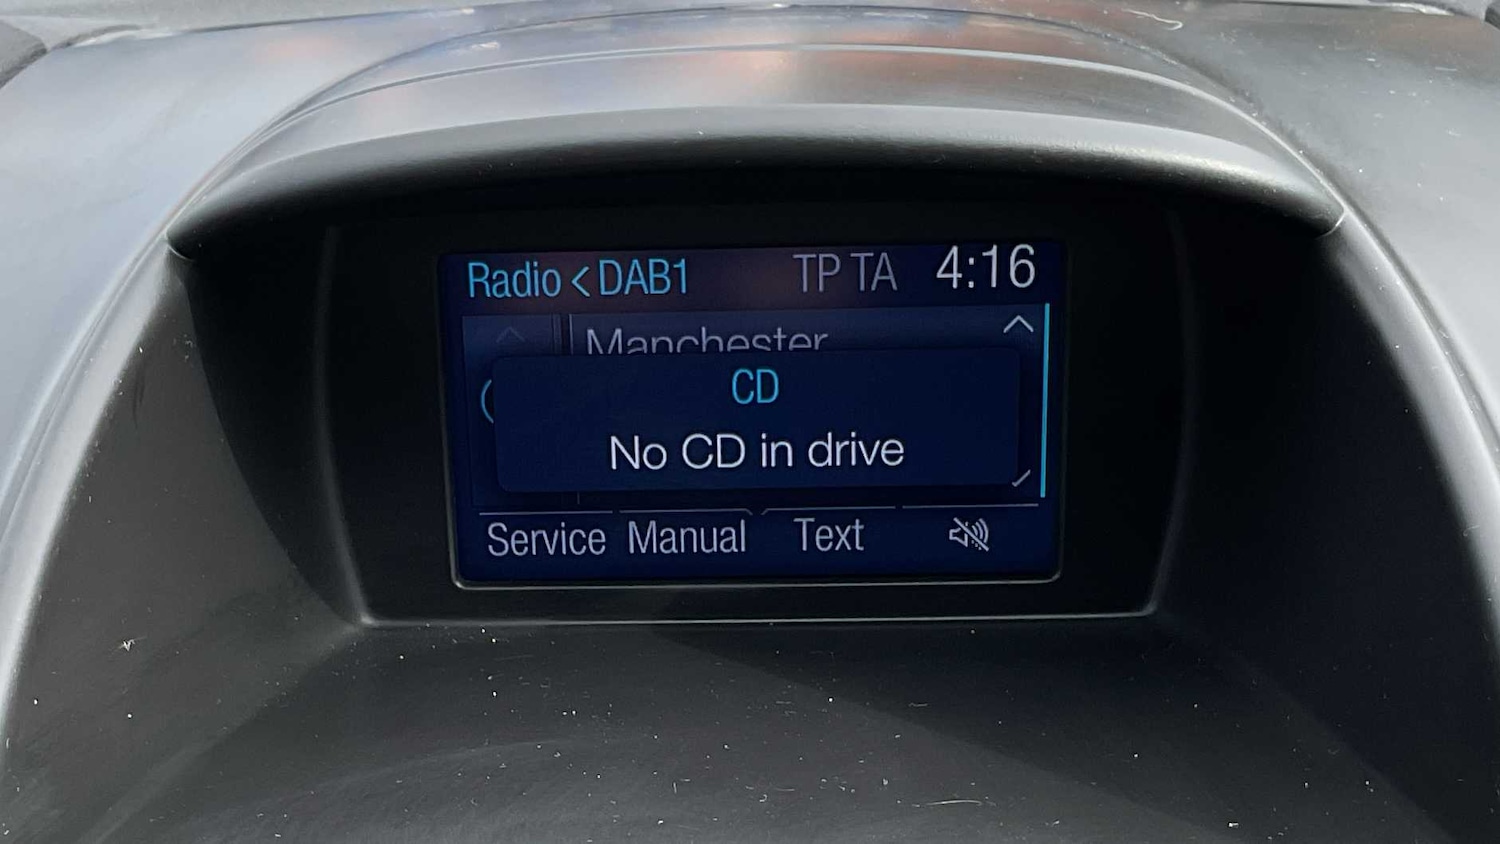 Radio < DAB1 TP TA 4:16
Manchester
CD
No CD in drive
Service Manual Text